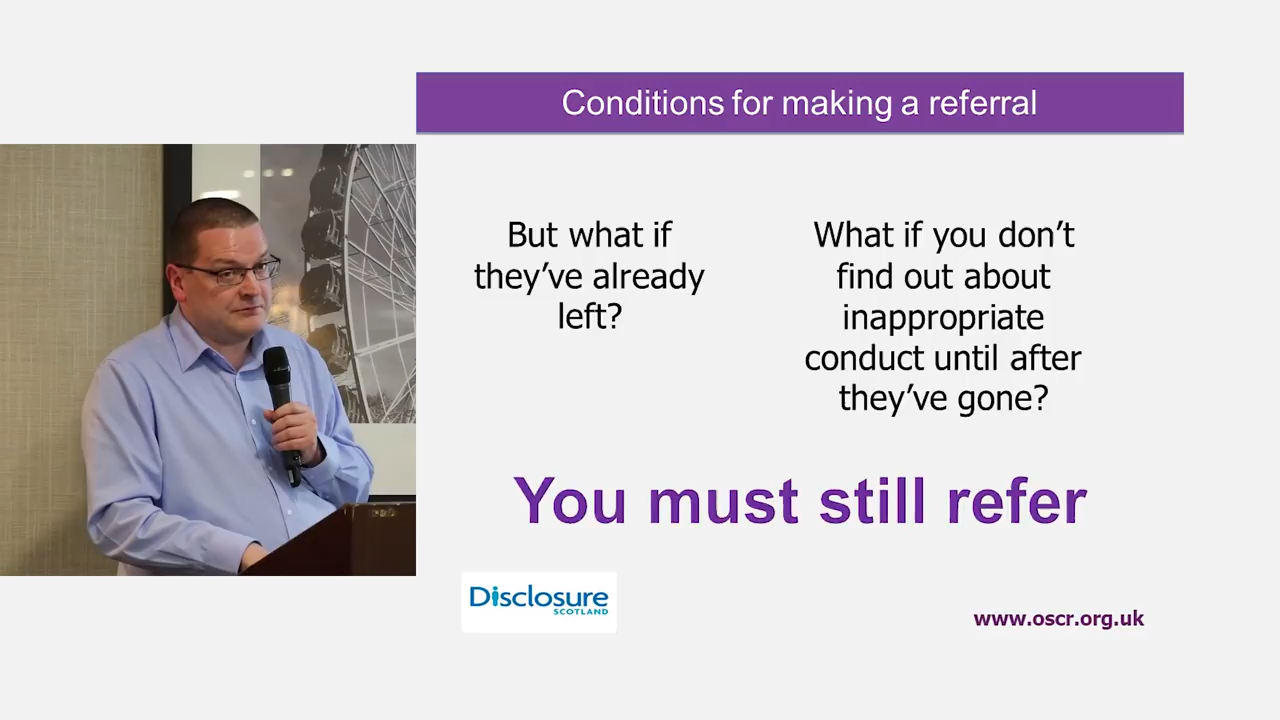 Conditions for making a referral
But what if
they’ve already
left?
What if you don’t
find out about
inappropriate
conduct until after
they’ve gone?
You must still refer
Disclosure
SCOTLAND
www.oscr.org.uk